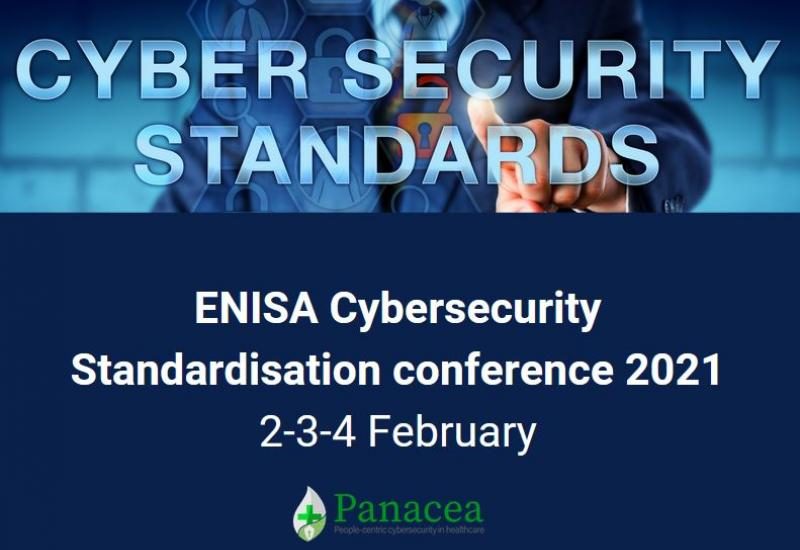 CYBER SECURITY
STANDARDS
ENISA Cybersecurity
Standardisation conference 2021
2-3-4 February
Panacea
People-centric cybersecurity in healthcare